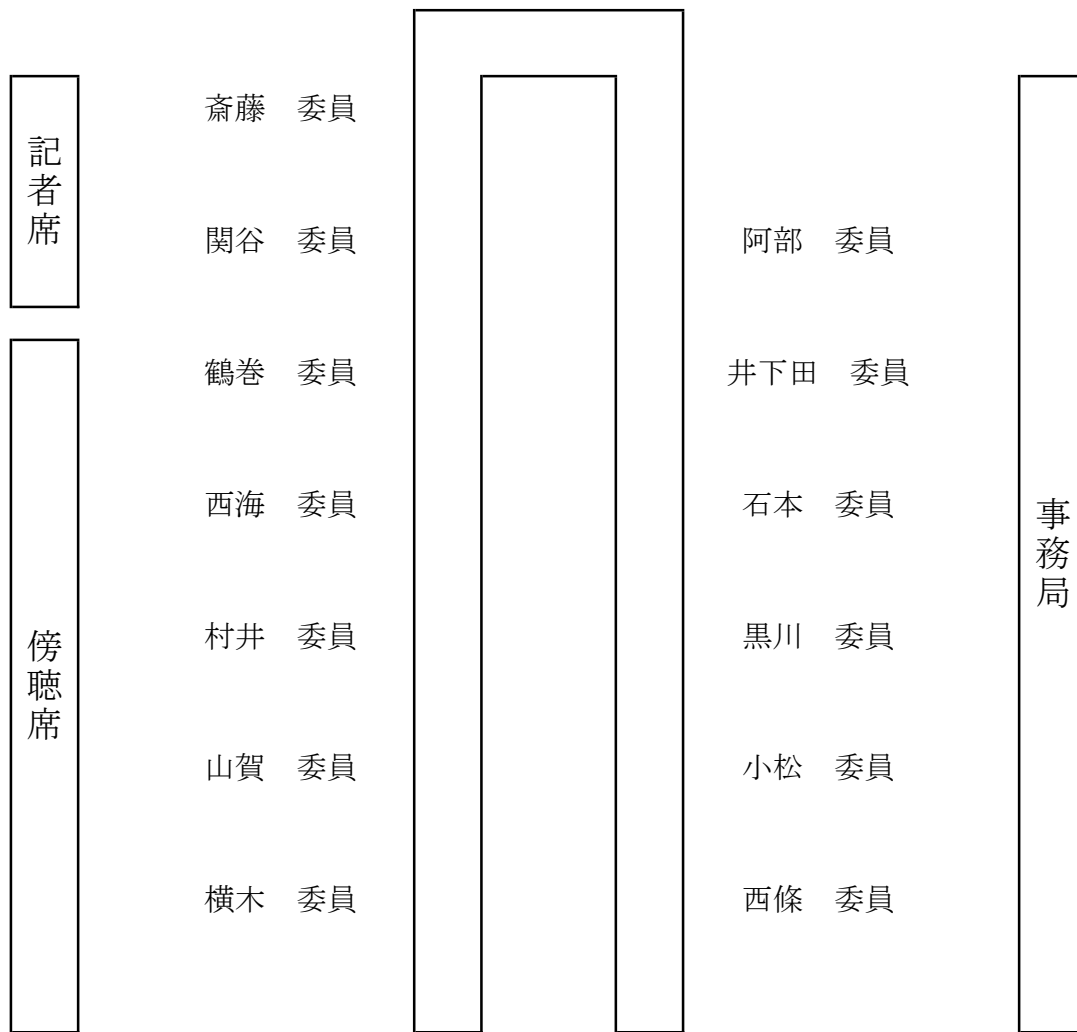 記者席
傍聴席
斎藤　委員
関谷　委員
鶴巻　委員
西海　委員
村井　委員
山賀　委員
横木　委員
阿部　委員
井下田　委員
石本　委員
黒川　委員
小松　委員
西條　委員
事務局